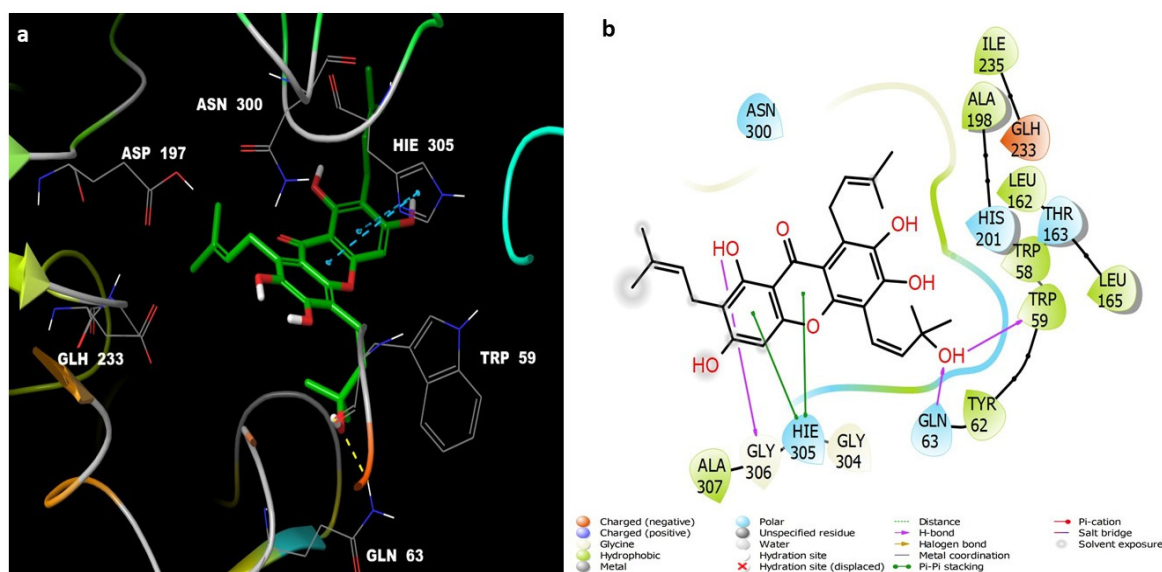 a
ASN 300
ASP 197
HIE 305
GLH 233
TRP 59
GLN 63
b
ILE
235
ASN
300
ALA
198
GLH
233
LEU
162
HIS
201
THR
163
TRP
58
LEU
165
TRP
59
OH
O
OH
OH
HO
O
OH
TYR
62
GLN
63
HIE
305
GLY
304
GLY
306
ALA
307
Charged (negative)
Charged (positive)
Glycine
Hydrophobic
Metal
Polar
Unspecified residue
Water
Hydration site
Hydration site (displaced)
Distance
H-bond
Halogen bond
Metal coordination
Pi-Pi stacking
Pi-cation
Salt bridge
Solvent exposure